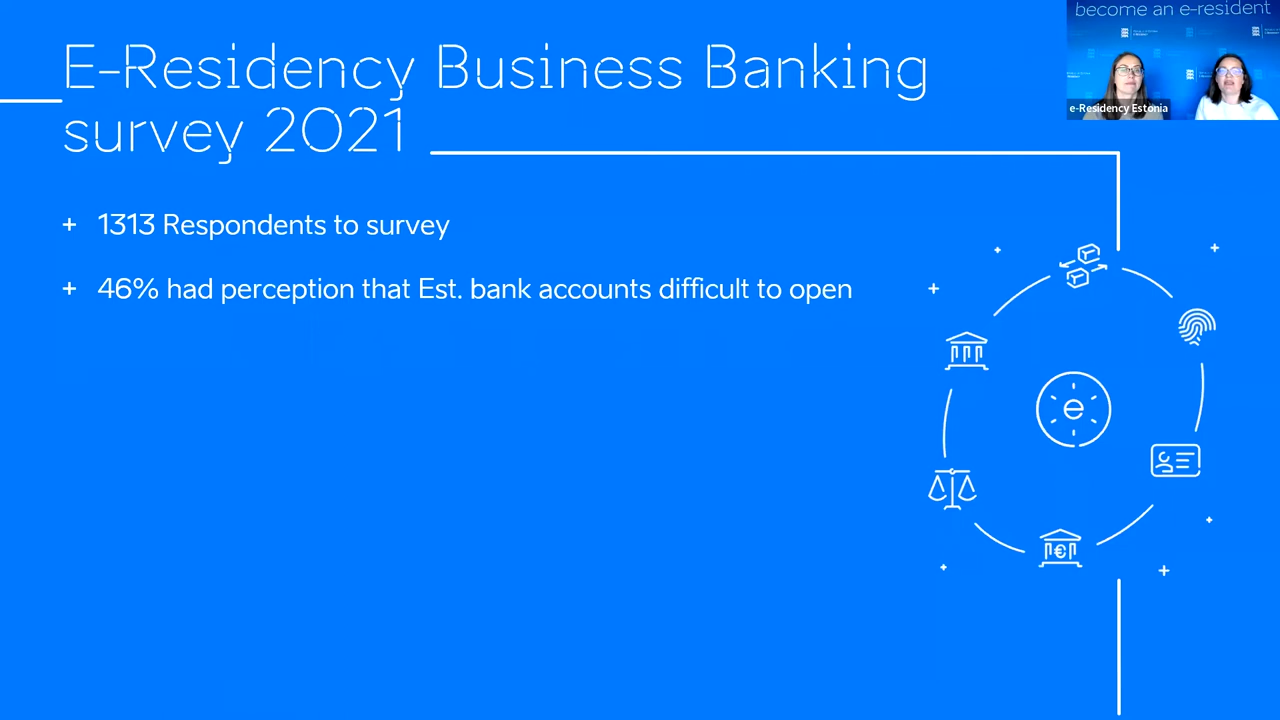 E-Residency Business Banking
survey 2021
become an e-resident
e-Residency Estonia
+ 1313 Respondents to survey
+ 46% had perception that Est. bank accounts difficult to open
e
€